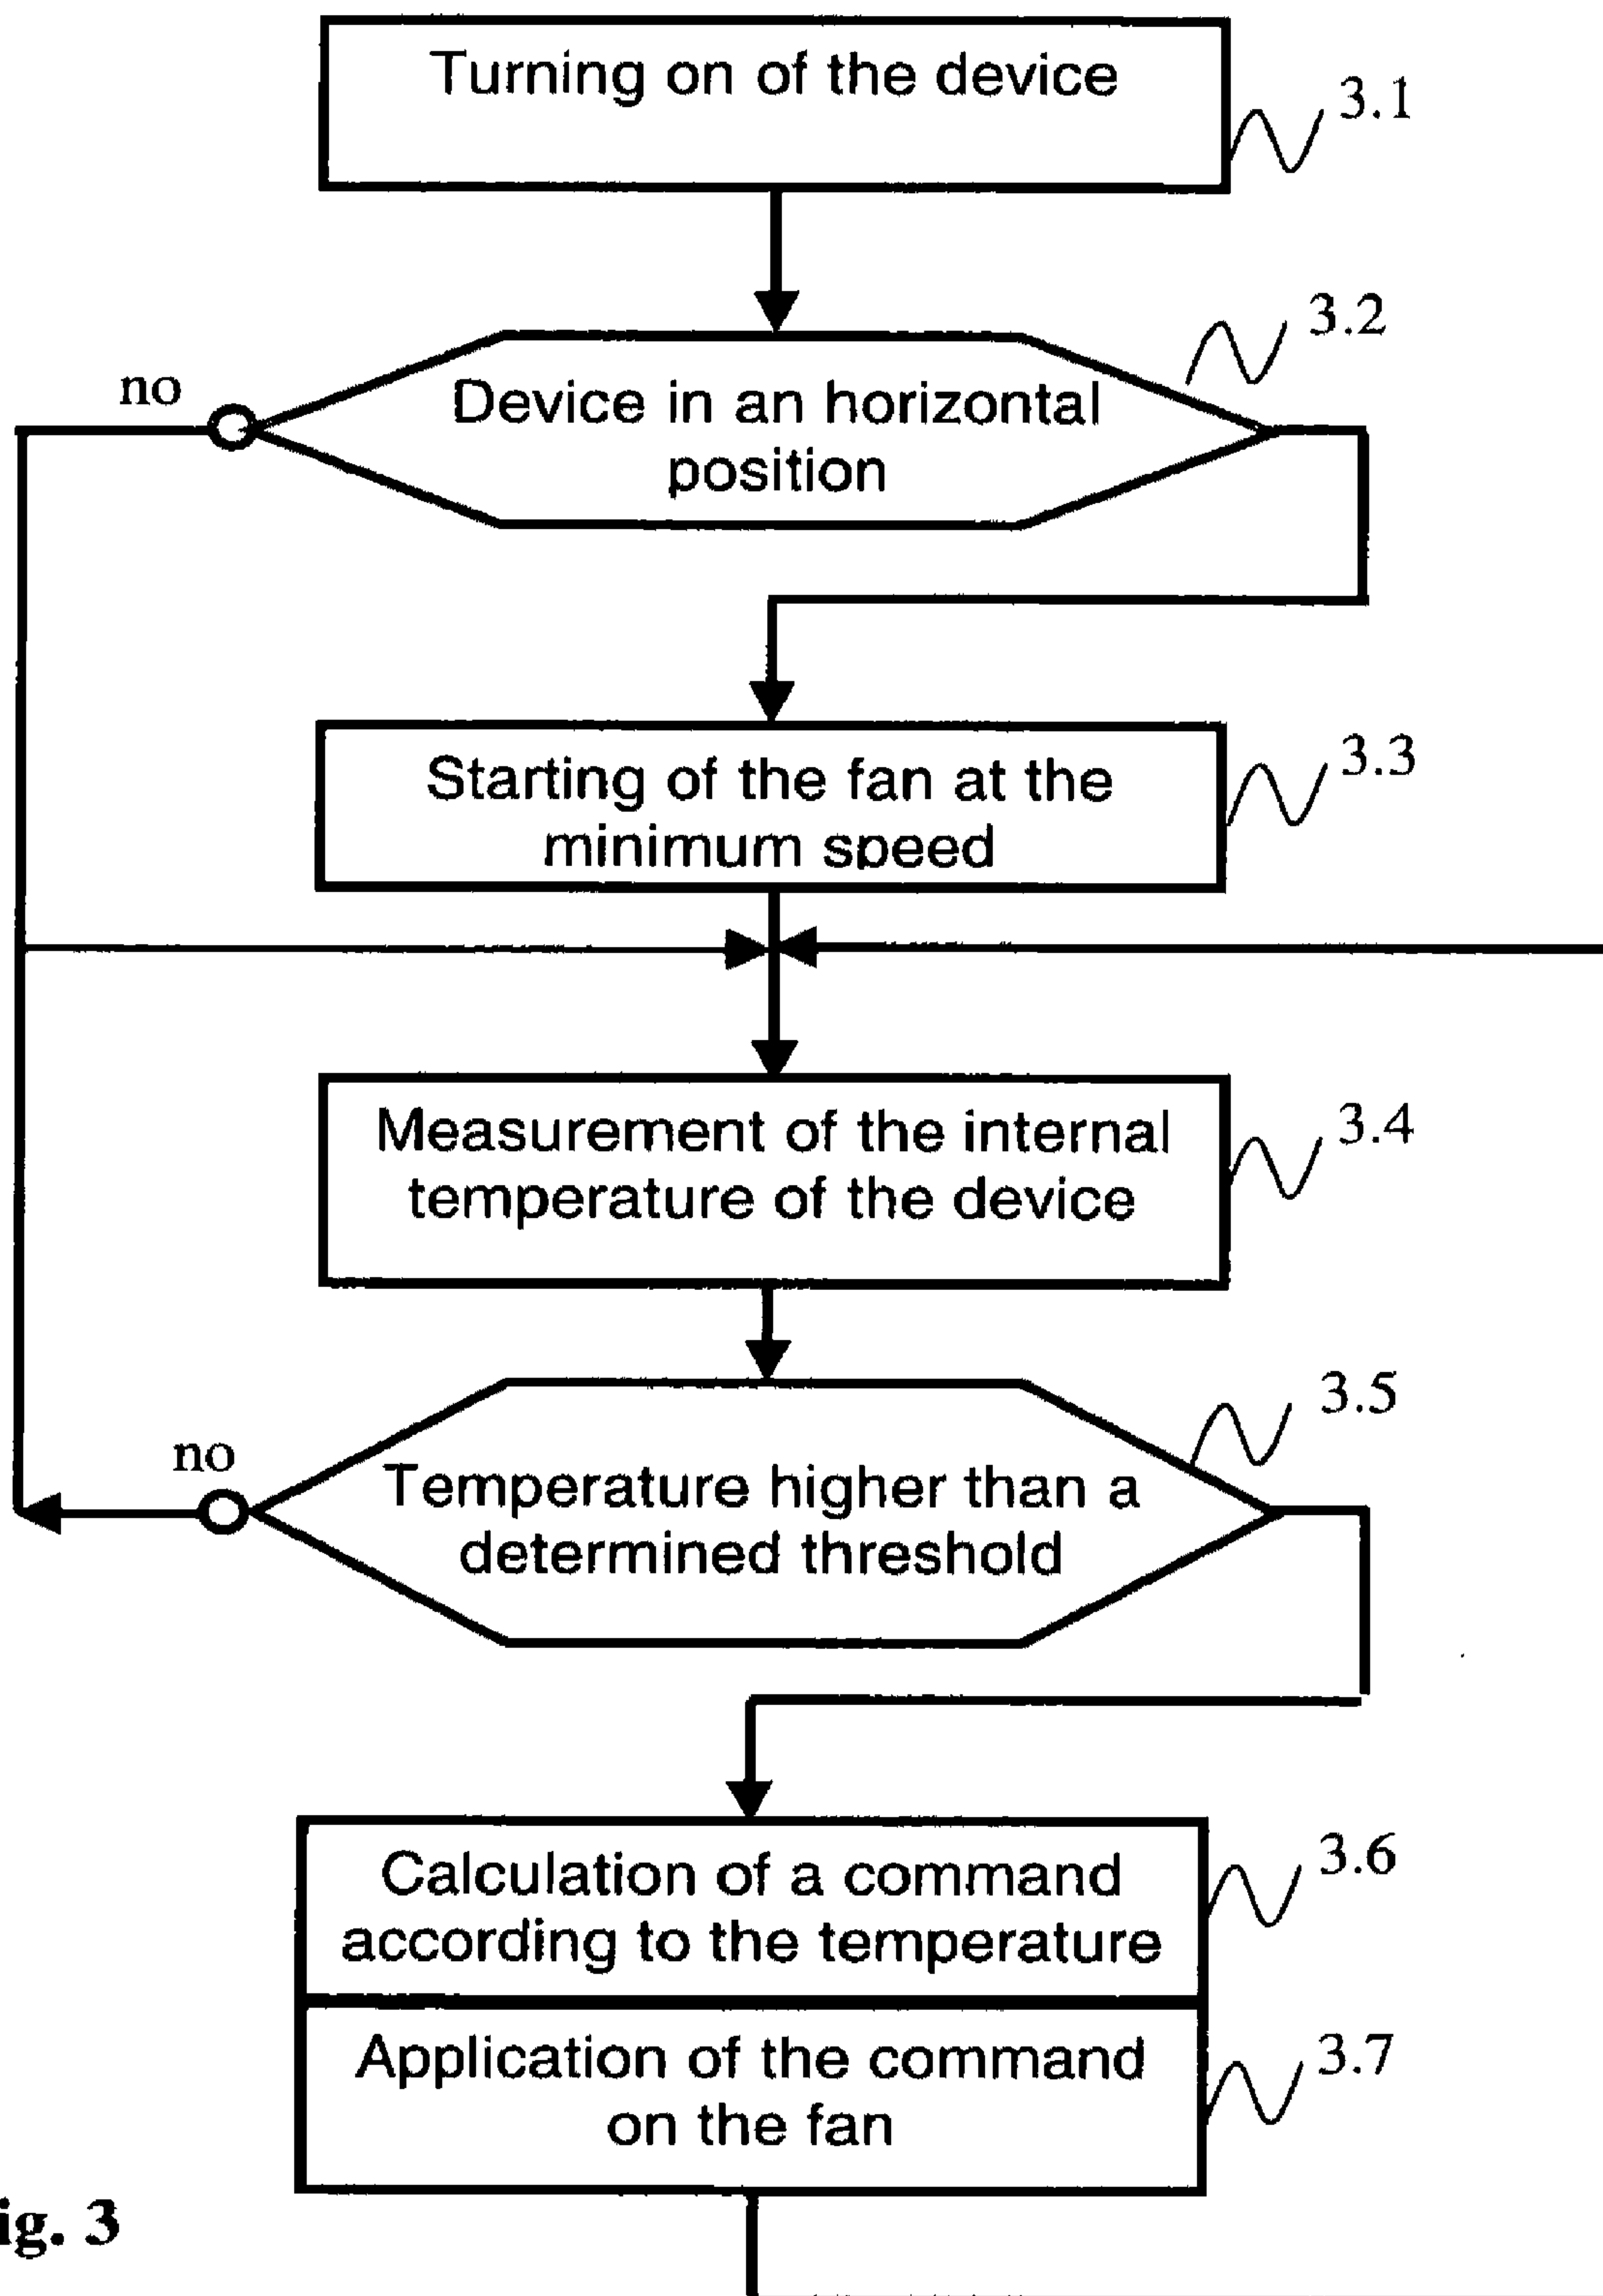 Turning on of the device
3.1
3.2
no
Device in an horizontal
position
3.3
Starting of the fan at the
minimum speed
3.4
Measurement of the internal
temperature of the device
3.5
no
Temperature higher than a
determined threshold
3.6
Calculation of a command
according to the temperature
3.7
Application of the command
on the fan
ig. 3